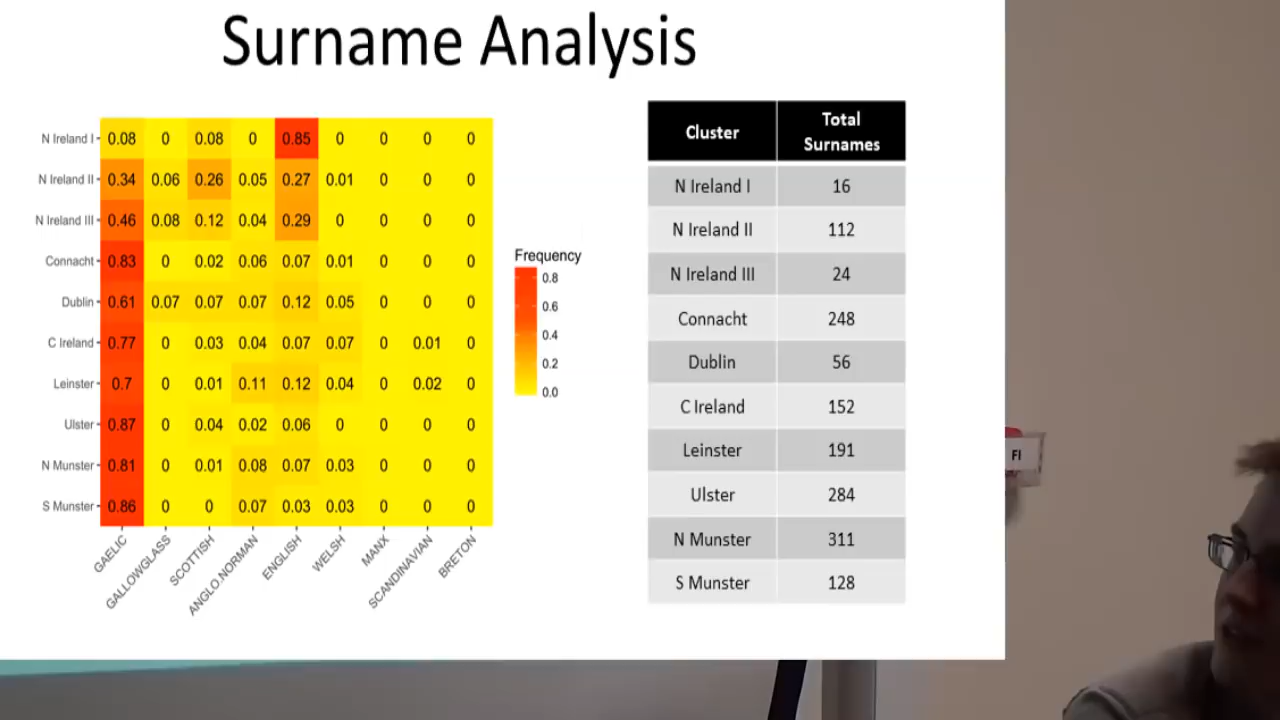 Surname Analysis
N Ireland I 0.08 0 0.08 0 0.85 0 0 0 0
N Ireland II 0.34 0.06 0.26 0.05 0.27 0.01 0 0 0
N Ireland III 0.46 0.08 0.12 0.04 0.29 0 0 0 0
Connacht 0.83 0 0.02 0.06 0.07 0.01 0 0 0
Dublin 0.61 0.07 0.07 0.07 0.12 0.05 0 0 0
C Ireland 0.77 0 0.03 0.04 0.07 0.07 0 0.01 0
Leinster 0.7 0 0.01 0.11 0.12 0.04 0 0.02 0
Ulster 0.87 0 0.04 0.02 0.06 0 0 0 0
N Munster 0.81 0 0.01 0.08 0.07 0.03 0 0 0
S Munster 0.86 0 0 0.07 0.03 0.03 0 0 0
GAELIC GALLOWGLASS SCOTTISH ANGLO.NORMAN ENGLISH WELSH MANX SCANDINAVIAN BRETON
Frequency
0.8
0.6
0.4
0.2
0.0
Cluster Total Surnames
N Ireland I 16
N Ireland II 112
N Ireland III 24
Connacht 248
Dublin 56
C Ireland 152
Leinster 191
Ulster 284
N Munster 311
S Munster 128
FI